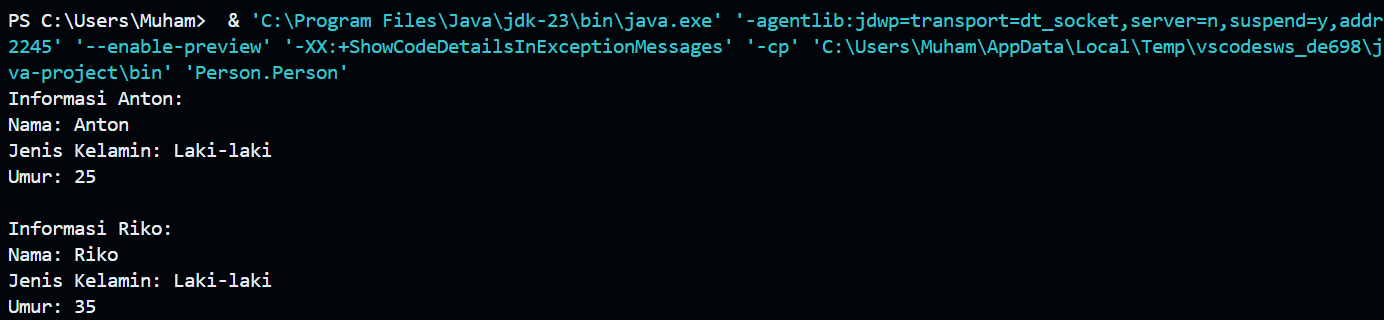 PS C:\Users\Muham>  & 'C:\Program Files\Java\jdk-23\bin\java.exe' '-agentlib:jdwp=transport=dt_socket,server=n,suspend=y,addr
2245' '--enable-preview' '-XX:+ShowCodeDetailsInExceptionMessages' '-cp' 'C:\Users\Muham\AppData\Local\Temp\vscodesws_de698\j
va-project\bin' 'Person.Person'
Informasi Anton:
Nama: Anton
Jenis Kelamin: Laki-laki
Umur: 25
Informasi Riko:
Nama: Riko
Jenis Kelamin: Laki-laki
Umur: 35